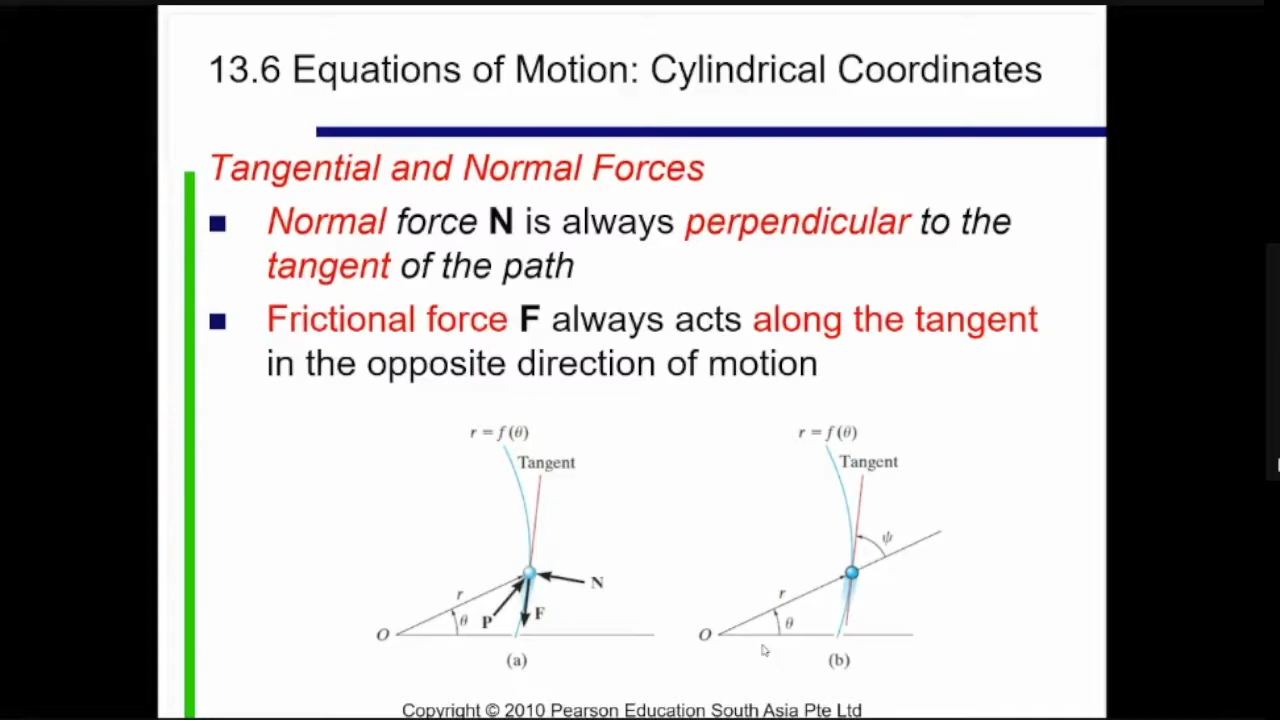 13.6 Equations of Motion: Cylindrical Coordinates
Tangential and Normal Forces
Normal force N is always perpendicular to the
tangent of the path
Frictional force F always acts along the tangent
in the opposite direction of motion
r = f(θ)
Tangent
N
r
θ
P
F
O
(a)
r = f(θ)
Tangent
ψ
r
θ
O
(b)
Copyright © 2010 Pearson Education South Asia Pte Ltd